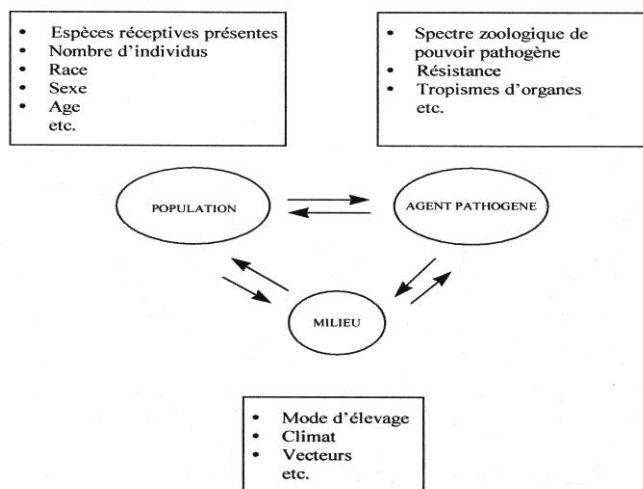 • Espèces réceptives présentes
• Nombre d'individus
• Race
• Sexe
• Age
etc.
• Spectre zoologique de
pouvoir pathogène
• Résistance
• Tropismes d'organes
etc.
POPULATION
AGENT PATHOGENE
MILIEU
• Mode d'élevage
• Climat
• Vecteurs
etc.